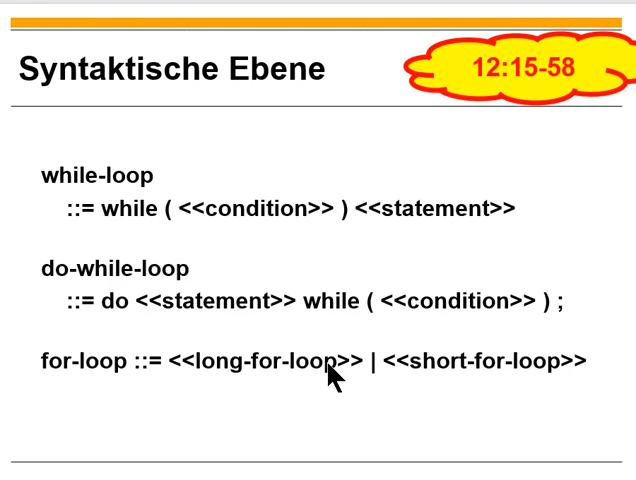 Syntaktische Ebene
12:15-58
while-loop
::= while ( <<condition>> ) <<statement>>
do-while-loop
::= do <<statement>> while ( <<condition>> ) ;
for-loop ::= <<long-for-loop>> | <<short-for-loop>>